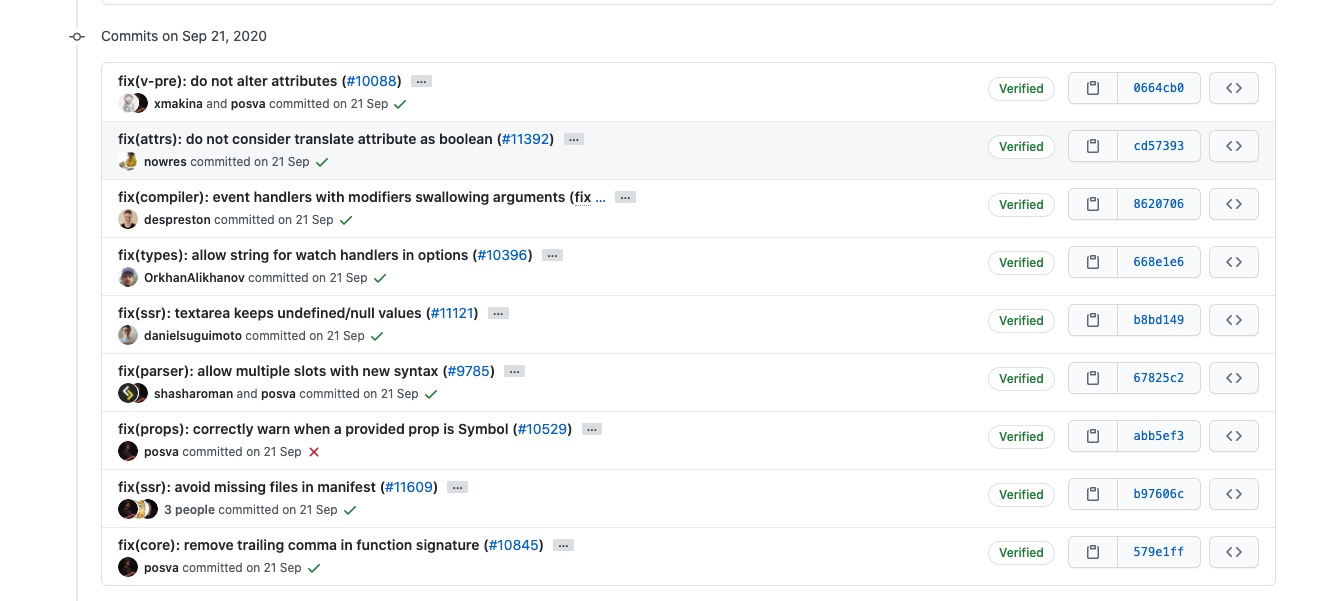 Commits on Sep 21, 2020
fix(v-pre): do not alter attributes (#10088) ...
Verified 0664cb0
xmakina and posva committed on 21 Sep
fix(attrs): do not consider translate attribute as boolean (#11392) ...
Verified cd57393
nowres committed on 21 Sep
fix(compiler): event handlers with modifiers swallowing arguments (fix ... ...
Verified 8620706
despreston committed on 21 Sep
fix(types): allow string for watch handlers in options (#10396) ...
Verified 668e1e6
OrkhanAlikhanov committed on 21 Sep
fix(ssr): textarea keeps undefined/null values (#11121) ...
Verified b8bd149
danielsuguimoto committed on 21 Sep
fix(parser): allow multiple slots with new syntax (#9785) ...
Verified 67825c2
shasharoman and posva committed on 21 Sep
fix(props): correctly warn when a provided prop is Symbol (#10529) ...
Verified abb5ef3
posva committed on 21 Sep
fix(ssr): avoid missing files in manifest (#11609) ...
Verified b97606c
3 people committed on 21 Sep
fix(core): remove trailing comma in function signature (#10845) ...
Verified 579e1ff
posva committed on 21 Sep